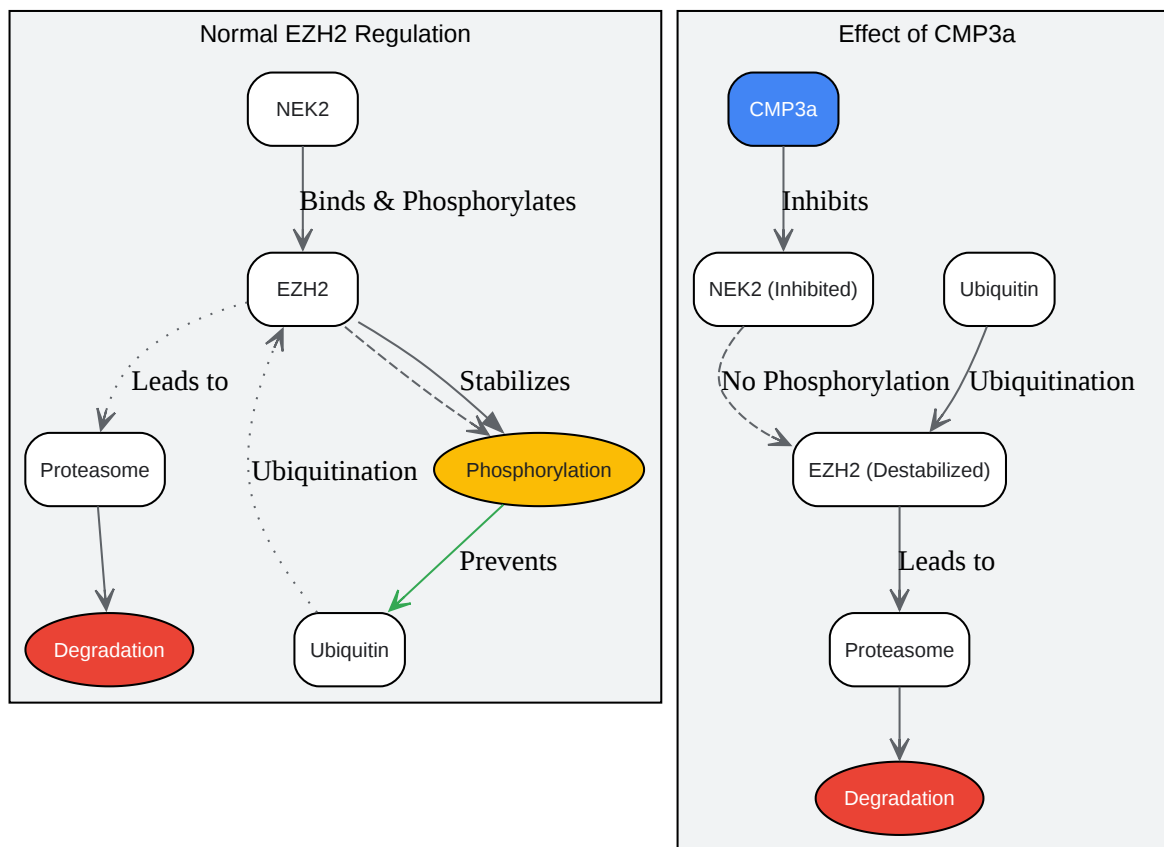 Normal EZH2 Regulation
NEK2
Binds & Phosphorylates
EZH2
Leads to
Stabilizes
Proteasome
Ubiquitination
Phosphorylation
Prevents
Degradation
Ubiquitin
Effect of CMP3a
CMP3a
Inhibits
NEK2 (Inhibited)
Ubiquitin
No Phosphorylation
Ubiquitination
EZH2 (Destabilized)
Leads to
Proteasome
Degradation